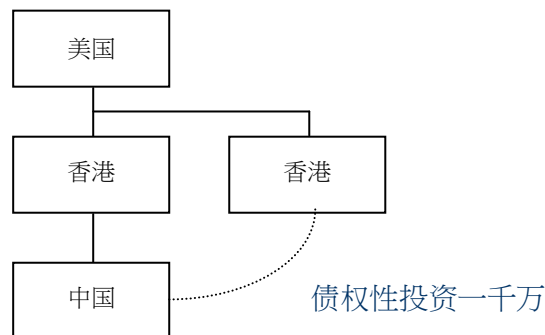 美国
香港
香港
中国
债权性投资一千万